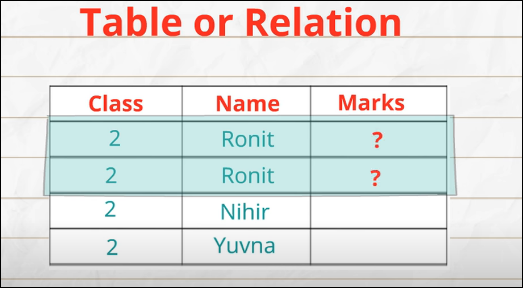 Table or Relation
Class Name Marks
2 Ronit ?
2 Ronit ?
2 Nihir
2 Yuvna